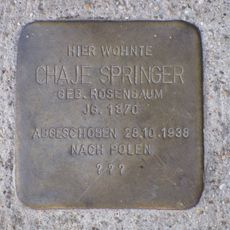 HIER WOHNTE
CHAJE SPRINGER
GEB. ROSENBAUM
JG. 1870
ABGESCHOBEN 28.10.1938
NACH POLEN
? ? ?